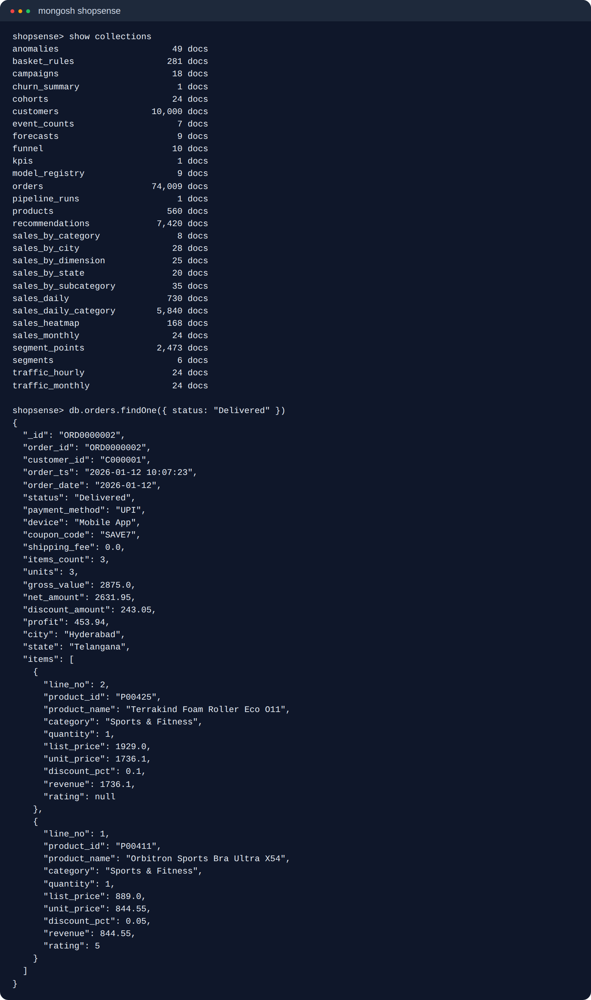 mongosh shopsense
shopsense> show collections
anomalies                      49 docs
basket_rules                  281 docs
campaigns                      18 docs
churn_summary                   1 docs
cohorts                        24 docs
customers                  10,000 docs
event_counts                    7 docs
forecasts                       9 docs
funnel                         10 docs
kpis                            1 docs
model_registry                  9 docs
orders                     74,009 docs
pipeline_runs                   1 docs
products                      560 docs
recommendations             7,420 docs
sales_by_category               8 docs
sales_by_city                  28 docs
sales_by_dimension             25 docs
sales_by_state                 20 docs
sales_by_subcategory           35 docs
sales_daily                   730 docs
sales_daily_category        5,840 docs
sales_heatmap                 168 docs
sales_monthly                  24 docs
segment_points              2,473 docs
segments                        6 docs
traffic_hourly                 24 docs
traffic_monthly                24 docs

shopsense> db.orders.findOne({ status: "Delivered" })
{
  "_id": "ORD0000002",
  "order_id": "ORD0000002",
  "customer_id": "C000001",
  "order_ts": "2026-01-12 10:07:23",
  "order_date": "2026-01-12",
  "status": "Delivered",
  "payment_method": "UPI",
  "device": "Mobile App",
  "coupon_code": "SAVE7",
  "shipping_fee": 0.0,
  "items_count": 3,
  "units": 3,
  "gross_value": 2875.0,
  "net_amount": 2631.95,
  "discount_amount": 243.05,
  "profit": 453.94,
  "city": "Hyderabad",
  "state": "Telangana",
  "items": [
    {
      "line_no": 2,
      "product_id": "P00425",
      "product_name": "Terrakind Foam Roller Eco O11",
      "category": "Sports & Fitness",
      "quantity": 1,
      "list_price": 1929.0,
      "unit_price": 1736.1,
      "discount_pct": 0.1,
      "revenue": 1736.1,
      "rating": null
    },
    {
      "line_no": 1,
      "product_id": "P00411",
      "product_name": "Orbitron Sports Bra Ultra X54",
      "category": "Sports & Fitness",
      "quantity": 1,
      "list_price": 889.0,
      "unit_price": 844.55,
      "discount_pct": 0.05,
      "revenue": 844.55,
      "rating": 5
    }
  ]
}